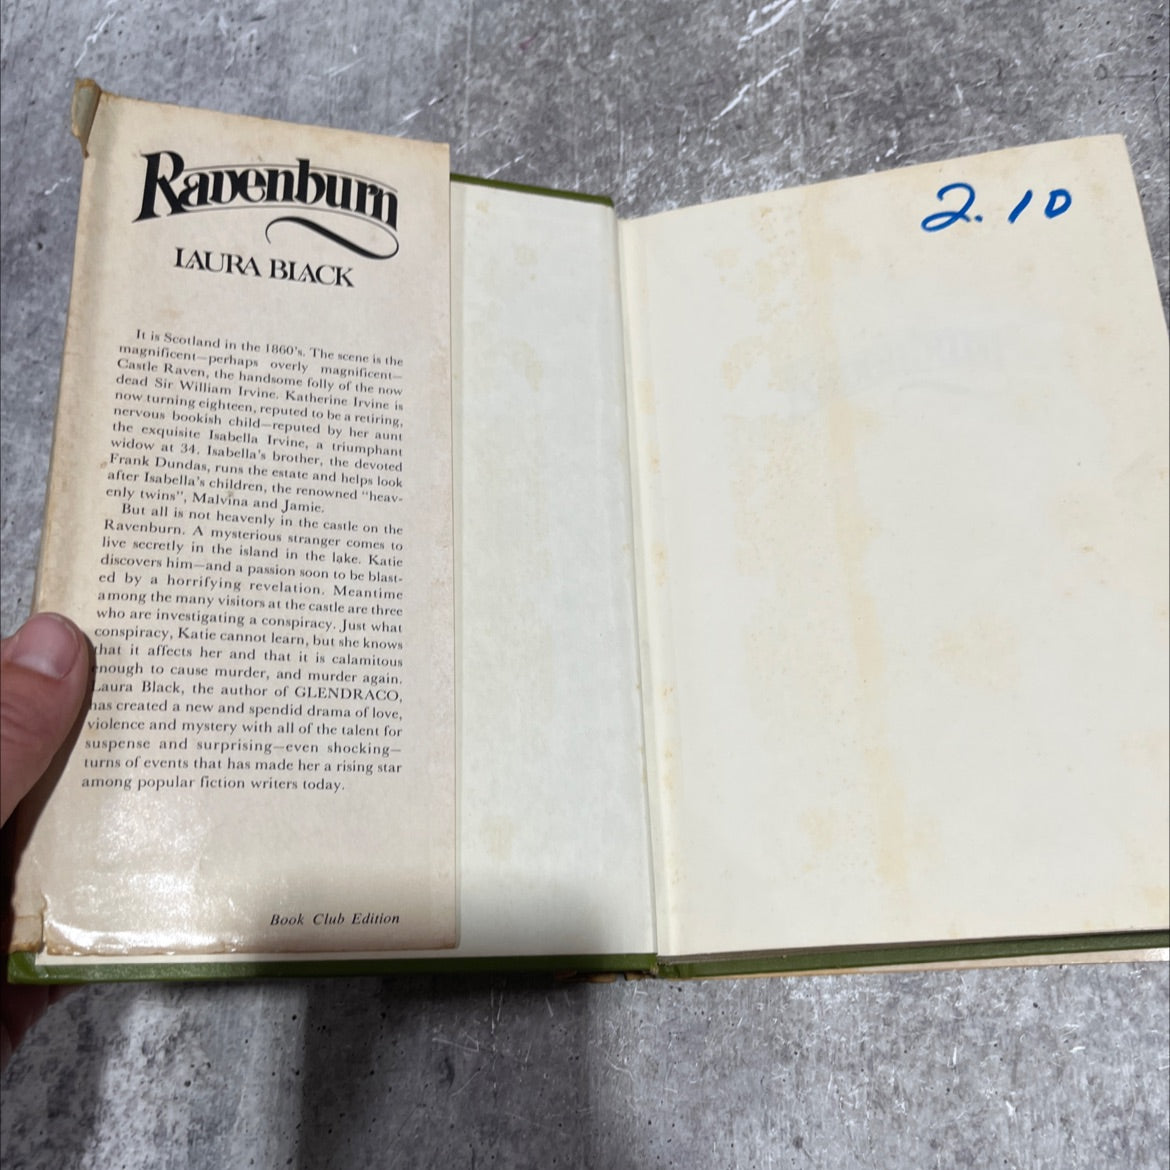 Ravenburn
LAURA BLACK
It is Scotland in the 1860's. The scene is the
magnificent—perhaps overly magnificent—
Castle Raven, the handsome folly of the now
dead Sir William Irvine. Katherine Irvine is
now turning eighteen, reputed to be a retiring,
nervous bookish child—reputed by her aunt
the exquisite Isabella Irvine, a triumphant
widow at 34. Isabella's brother, the devoted
Frank Dundas, runs the estate and helps look
after Isabella's children, the renowned "heav-
enly twins", Malvina and Jamie.
But all is not heavenly in the castle on the
Ravenburn. A mysterious stranger comes to
live secretly in the island in the lake. Katie
discovers him—and a passion soon to be blast-
ed by a horrifying revelation. Meantime
among the many visitors at the castle are three
who are investigating a conspiracy. Just what
conspiracy, Katie cannot learn, but she knows
that it affects her and that it is calamitous
enough to cause murder, and murder again.
Laura Black, the author of GLENDRACO,
has created a new and spendid drama of love,
violence and mystery with all of the talent for
suspense and surprising—even shocking—
turns of events that has made her a rising star
among popular fiction writers today.
Book Club Edition
2.10